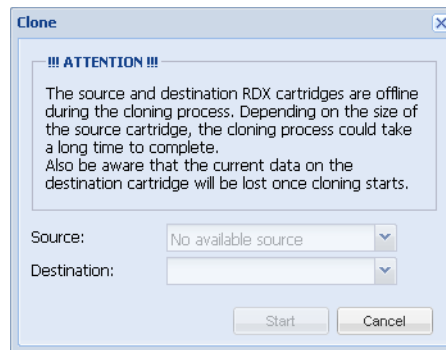 Clone
!!! ATTENTION !!!
The source and destination RDX cartridges are offline
during the cloning process. Depending on the size of
the source cartridge, the cloning process could take
a long time to complete.
Also be aware that the current data on the
destination cartridge will be lost once cloning starts.
Source:
No available source
Destination:
Start
Cancel